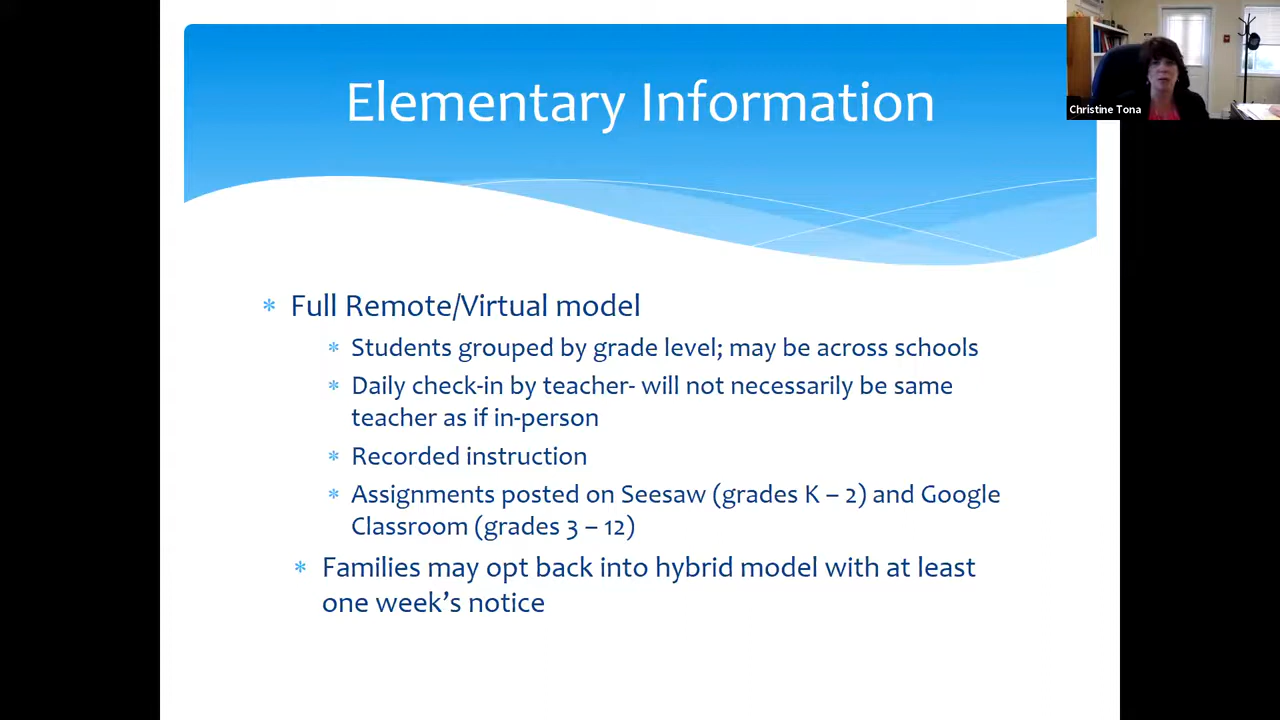 Elementary Information
Christine Tona
* Full Remote/Virtual model
* Students grouped by grade level; may be across schools
* Daily check-in by teacher- will not necessarily be same
teacher as if in-person
* Recorded instruction
* Assignments posted on Seesaw (grades K – 2) and Google
Classroom (grades 3 – 12)
* Families may opt back into hybrid model with at least
one week’s notice